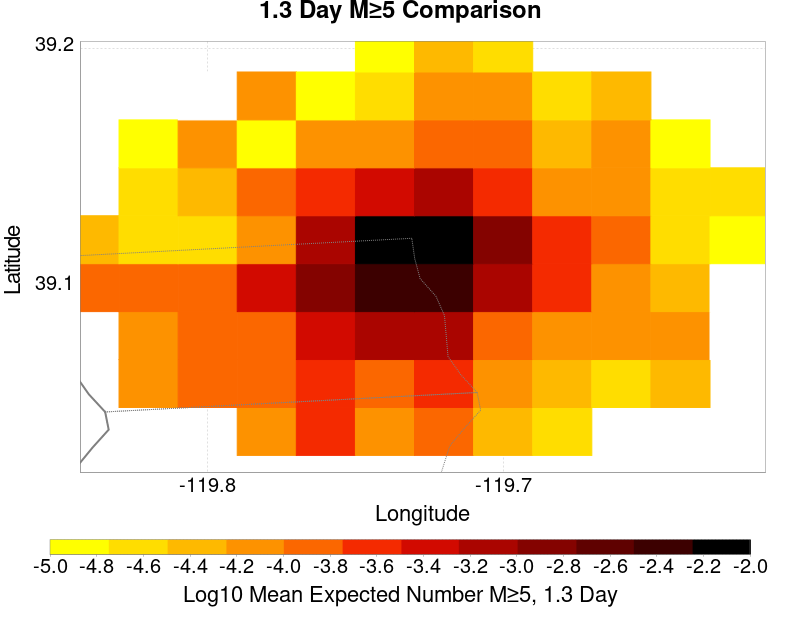 1.3 Day M≥5 Comparison
39.2
39.1
Latitude
-119.8 -119.7
Longitude
-5.0 -4.8 -4.6 -4.4 -4.2 -4.0 -3.8 -3.6 -3.4 -3.2 -3.0 -2.8 -2.6 -2.4 -2.2 -2.0
Log10 Mean Expected Number M≥5, 1.3 Day